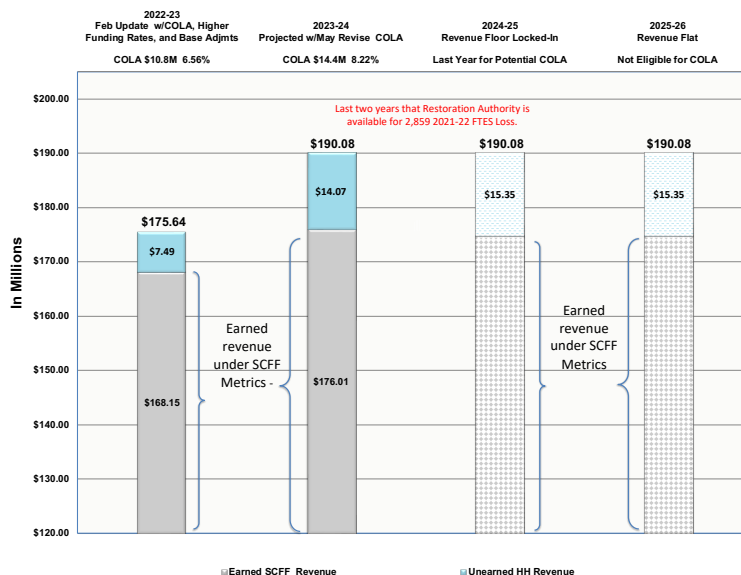 2022-23
Feb Update w/COLA, Higher
Funding Rates, and Base Adjmts
COLA $10.8M 6.56%
2023-24
Projected w/May Revise COLA
COLA $14.4M 8.22%
2024-25
Revenue Floor Locked-In
Last Year for Potential COLA
2025-26
Revenue Flat
Not Eligible for COLA
In Millions
$200.00
$190.00
$180.00
$170.00
$160.00
$150.00
$140.00
$130.00
$120.00
Last two years that Restoration Authority is
available for 2,859 2021-22 FTES Loss.
$175.64
$7.49
$168.15
$190.08
$14.07
$176.01
$190.08
$15.35
$190.08
$15.35
Earned
revenue
under SCFF
Metrics -
Earned
revenue
under SCFF
Metrics
Earned SCFF Revenue
Unearned HH Revenue